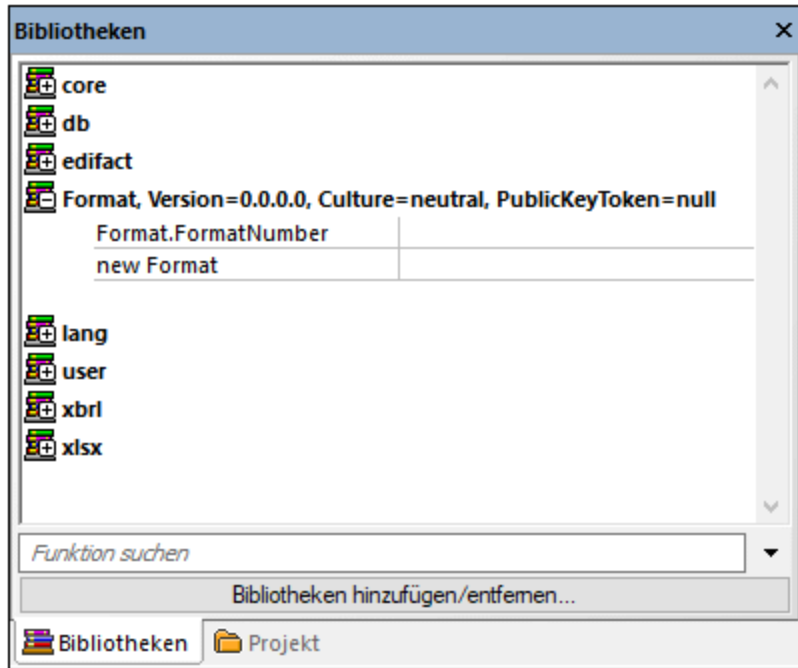 Bibliotheken
core
db
edifact
Format, Version=0.0.0.0, Culture=neutral, PublicKeyToken=null
Format.FormatNumber
new Format
lang
user
xbrl
xlsx
Funktion suchen
Bibliotheken hinzufügen/entfernen...
Bibliotheken Projekt